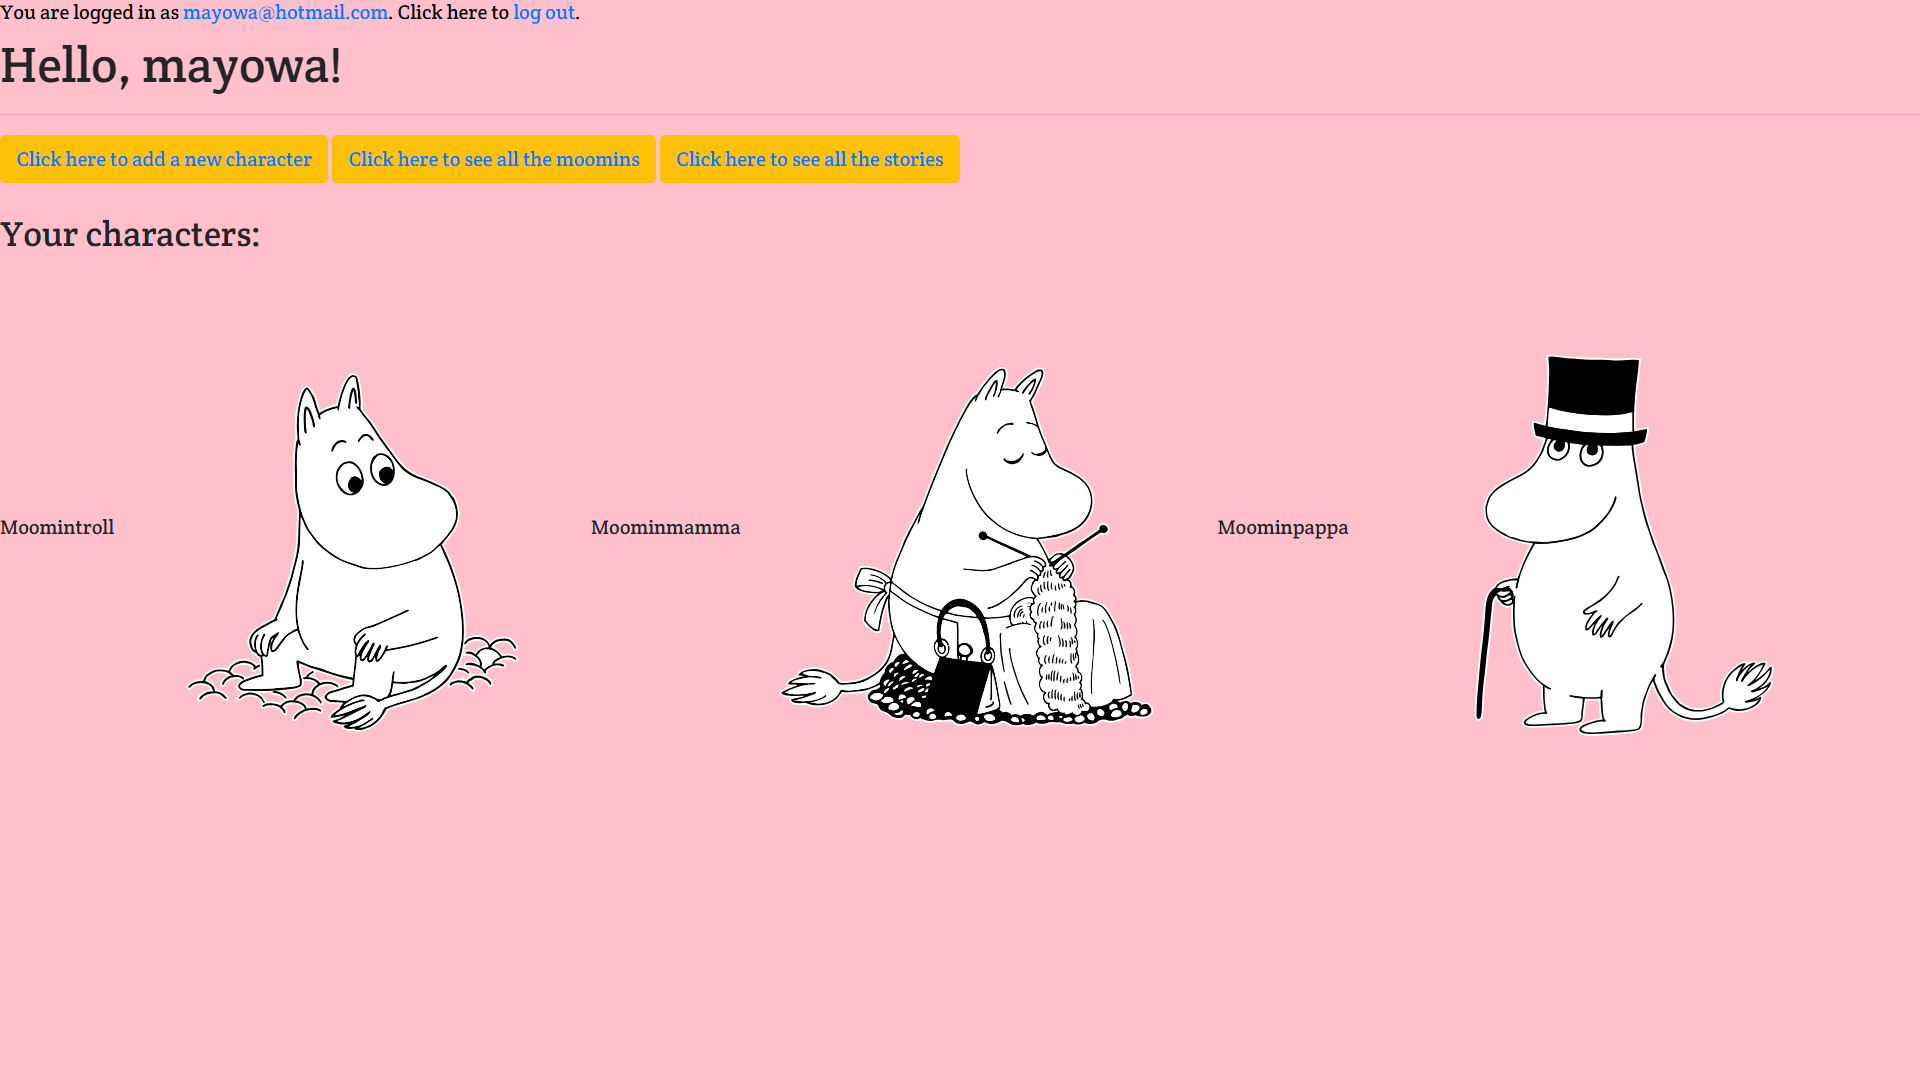 You are logged in as mayowa@hotmail.com. Click here to log out.
Hello, mayowa!
Click here to add a new character Click here to see all the moomins Click here to see all the stories
Your characters:
Moomintroll Moominmamma Moominpappa